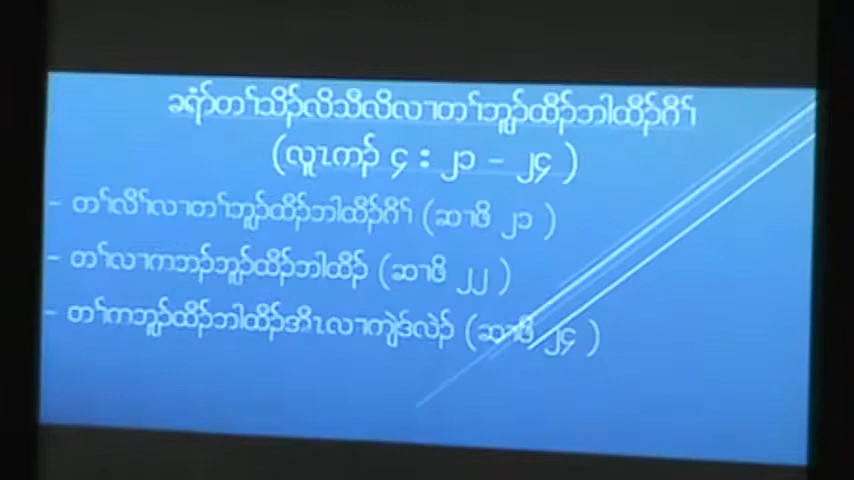 ခရံာ်တၢ်သိၣ်လိသီလိလၢတၢ်ဘူၣ်ထိၣ်ဘါထိၣ်ဂိၢ်
(လူၤကၣ် ၄ : ၂၁ - ၂၄ )
- တၢ်လိၢ်လၢတၢ်ဘူၣ်ထိၣ်ဘါထိၣ်ဂိၢ် (ဆၢဖိ ၂၁ )
- တၢ်လၢကဘၣ်ဘူၣ်ထိၣ်ဘါထိၣ် (ဆၢဖိ ၂၂ )
- တၢ်ကဘူၣ်ထိၣ်ဘါထိၣ်အိၤလၢကျဲဒ်လဲၣ် (ဆၢဖိ ၂၄ )